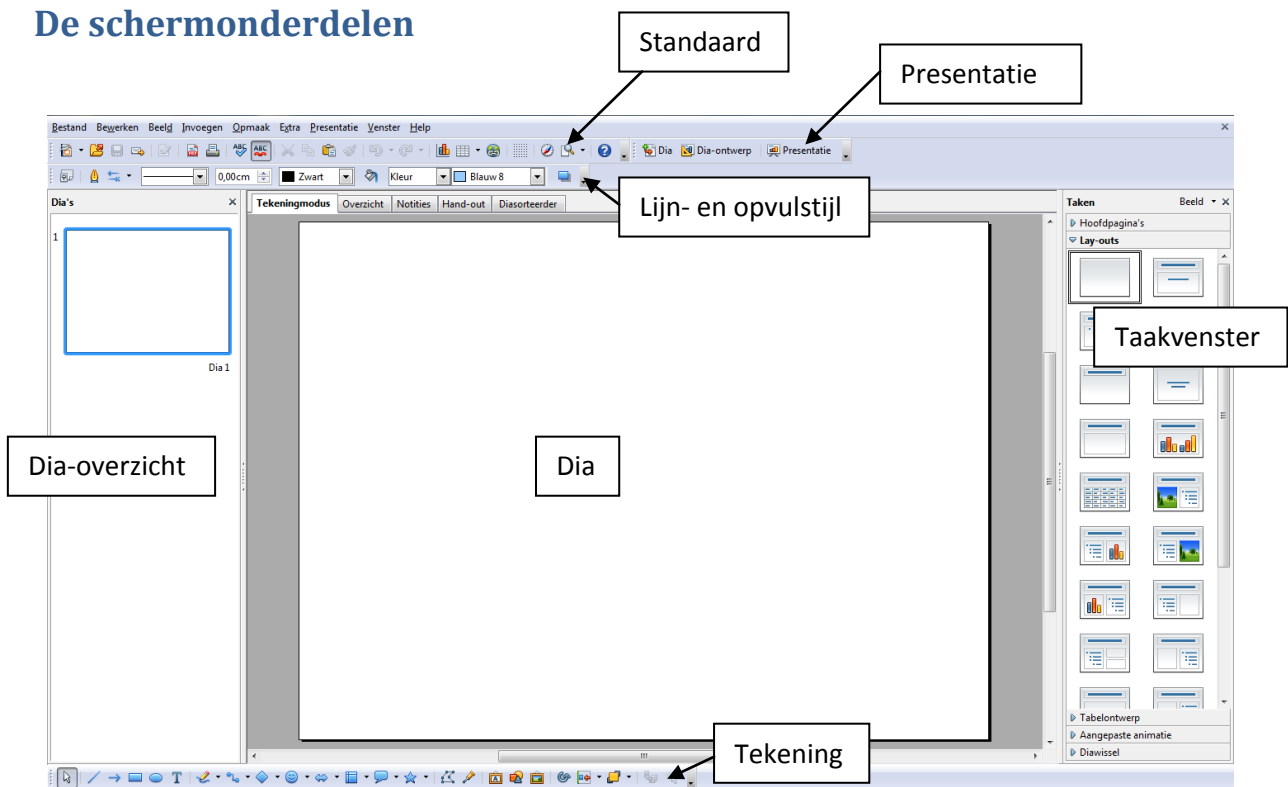 De schermonderdelen
Standaard
Presentatie
Bestand Bewerken Beeld Invoegen Opmaak Extra Presentatie Venster Help
Dia Dia-ontwerp Presentatie
0,00cm Zwart Kleur Blauw 8
Lijn- en opvulstijl
Dia's
Tekeningmodus Overzicht Notities Hand-out Diasorteerder
Taken Beeld
Hoofdpagina's
Lay-outs
1
Taakvenster
Dia 1
Dia-overzicht
Dia
Tabelontwerp
Aangepaste animatie
Diawissel
Tekening